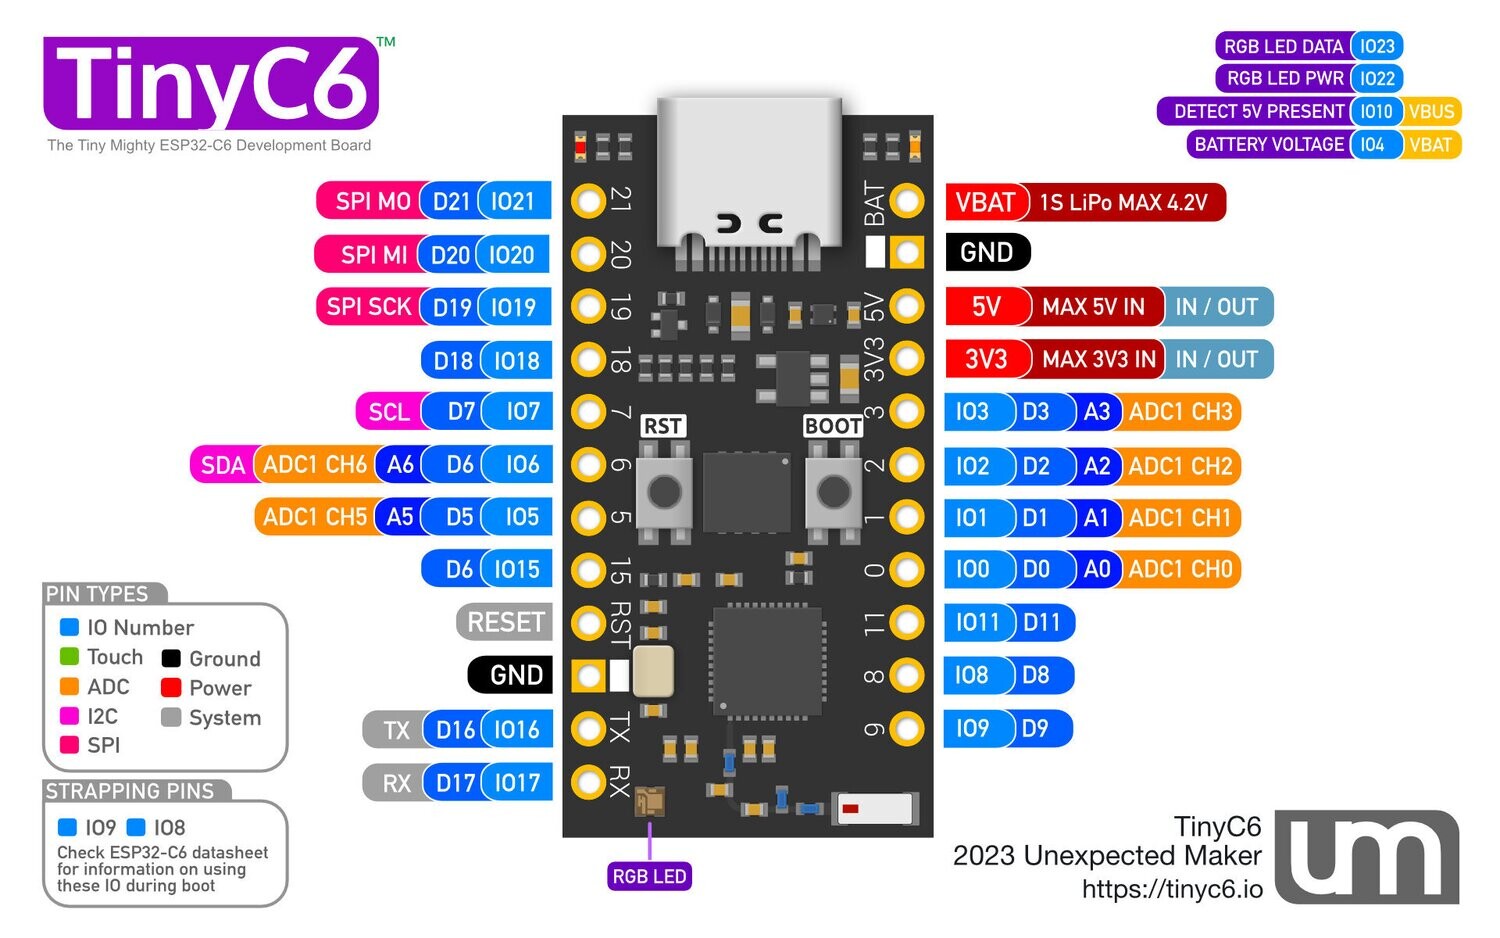 TinyC6™
The Tiny Mighty ESP32-C6 Development Board
RGB LED DATA IO23
RGB LED PWR IO22
DETECT 5V PRESENT IO10 VBUS
BATTERY VOLTAGE IO4 VBAT
SPI MO D21 IO21
SPI MI D20 IO20
SPI SCK D19 IO19
D18 IO18
SCL D7 IO7
SDA ADC1 CH6 A6 D6 IO6
ADC1 CH5 A5 D5 IO5
D6 IO15
RESET
GND
TX D16 IO16
RX D17 IO17
21
20
19
18
7
6
5
15
RST
TX
RX
RST
BOOT
BAT
5V
3V3
3
2
1
0
11
8
9
VBAT 1S LiPo MAX 4.2V
GND
5V MAX 5V IN IN / OUT
3V3 MAX 3V3 IN IN / OUT
IO3 D3 A3 ADC1 CH3
IO2 D2 A2 ADC1 CH2
IO1 D1 A1 ADC1 CH1
IO0 D0 A0 ADC1 CH0
IO11 D11
IO8 D8
IO9 D9
RGB LED
PIN TYPES
IO Number
Touch
ADC
I2C
SPI
Ground
Power
System
STRAPPING PINS
IO9 IO8
Check ESP32-C6 datasheet
for information on using
these IO during boot
TinyC6
2023 Unexpected Maker
https://tinyc6.io
um